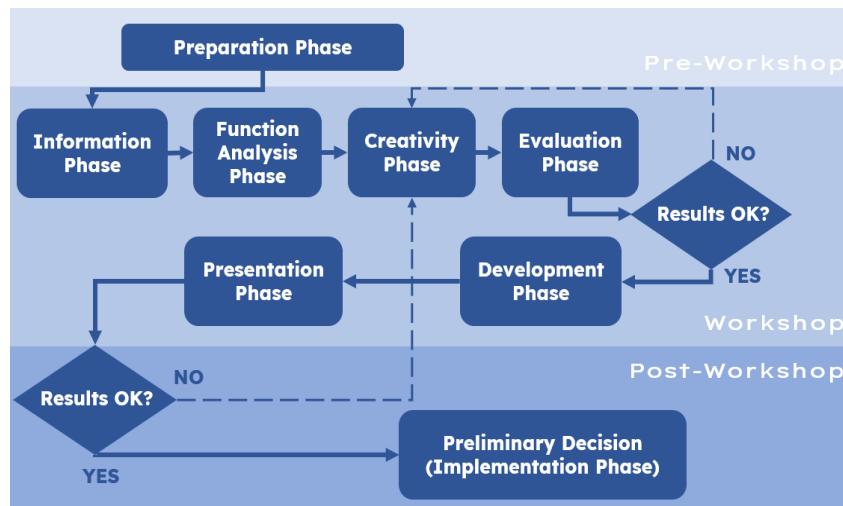 Preparation Phase
Pre-Workshop
Information
Phase
Function
Analysis
Phase
Creativity
Phase
Evaluation
Phase
NO
Results OK?
YES
Development
Phase
Presentation
Phase
Workshop
Post-Workshop
Results OK?
NO
YES
Preliminary Decision
(Implementation Phase)